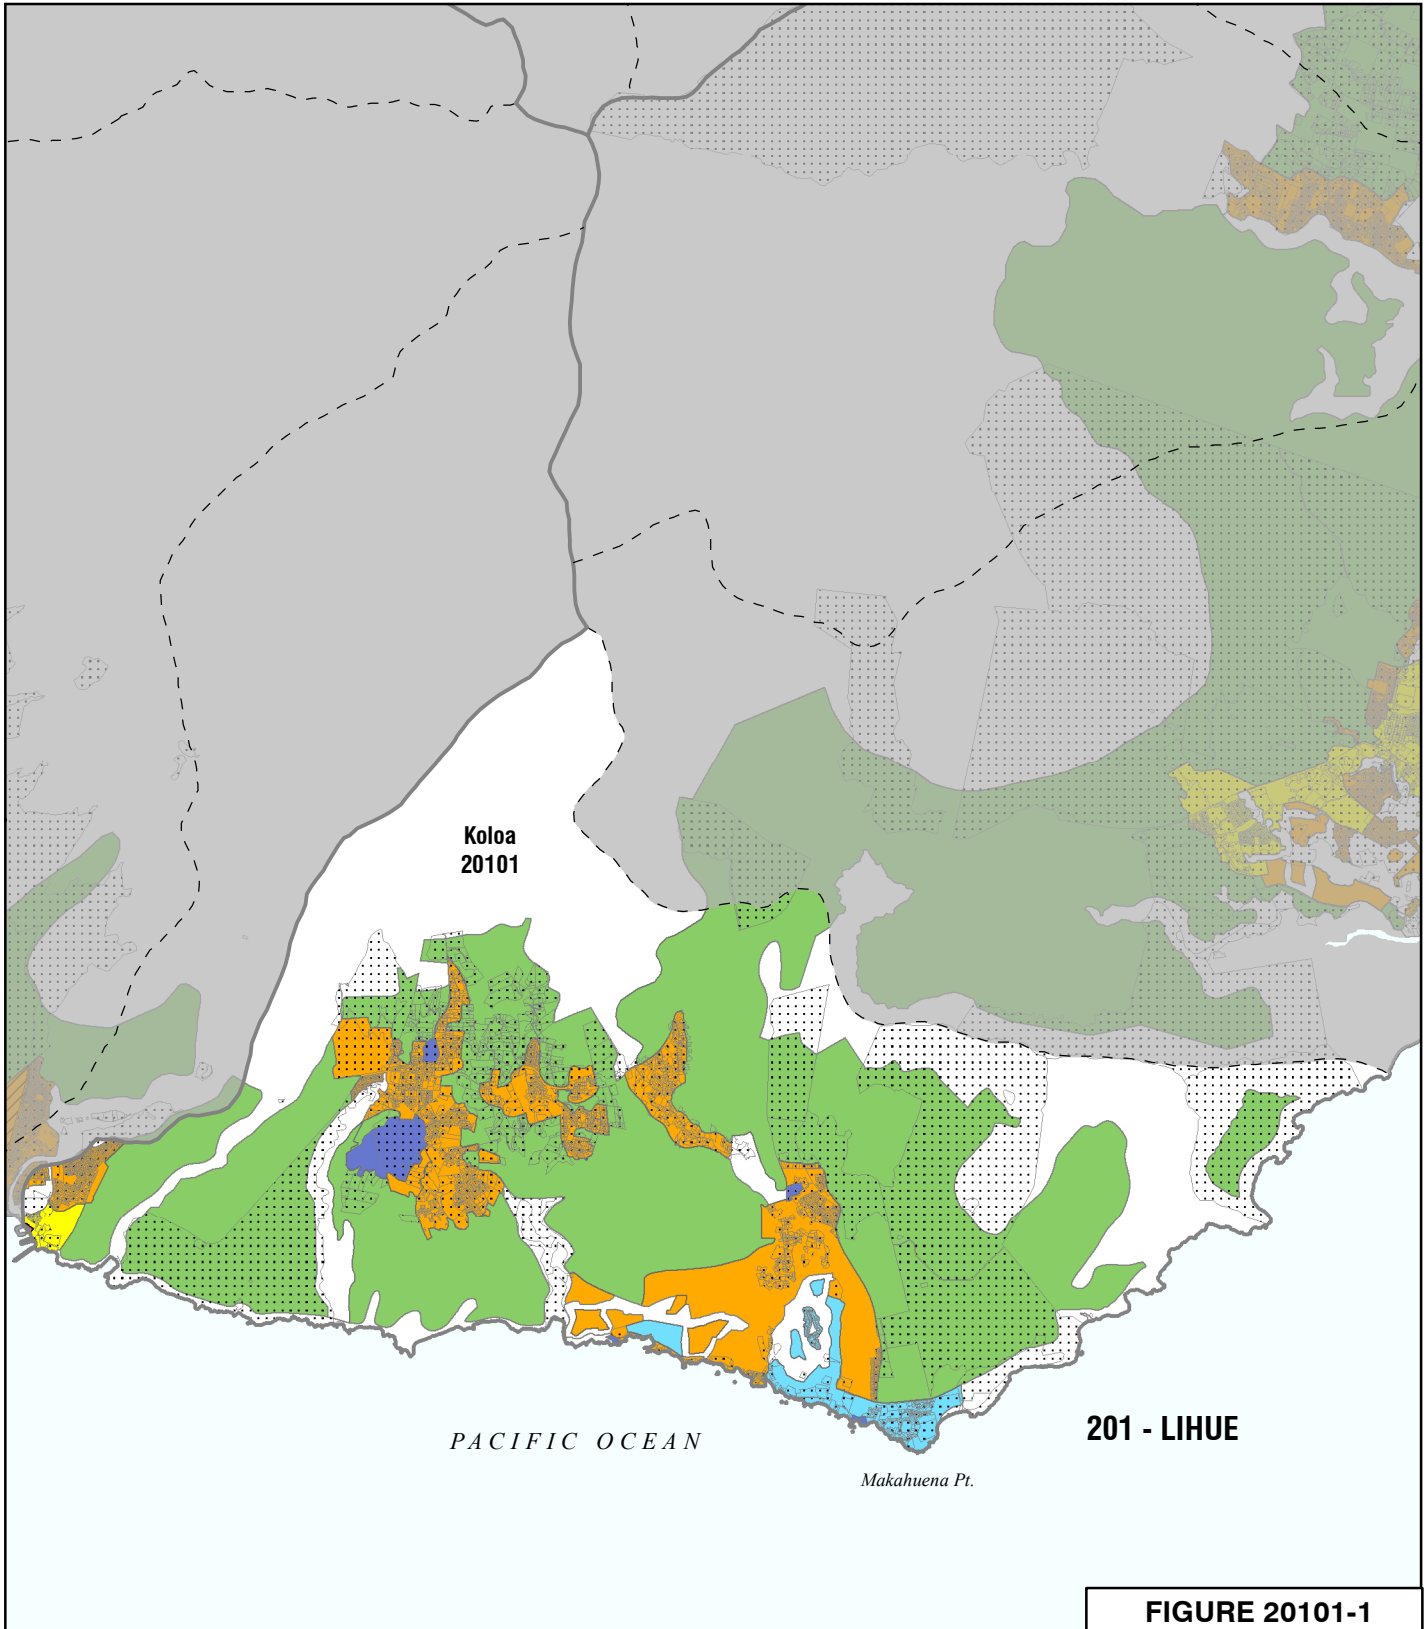 Koloa
20101
PACIFIC OCEAN
201 - LIHUE
Makahuena Pt.
FIGURE 20101-1